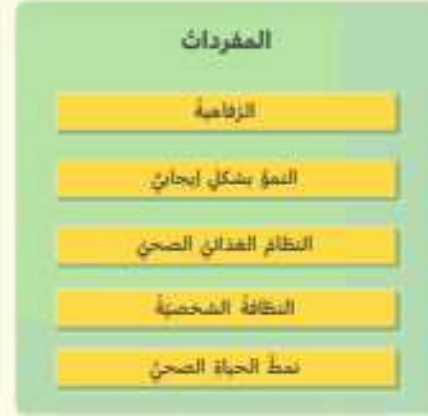 المفردات
الرفاهية
النمو بشكل إيجابي
النظام الغذائي الصحي
النظافة الشخصية
نمط الحياة الصحي